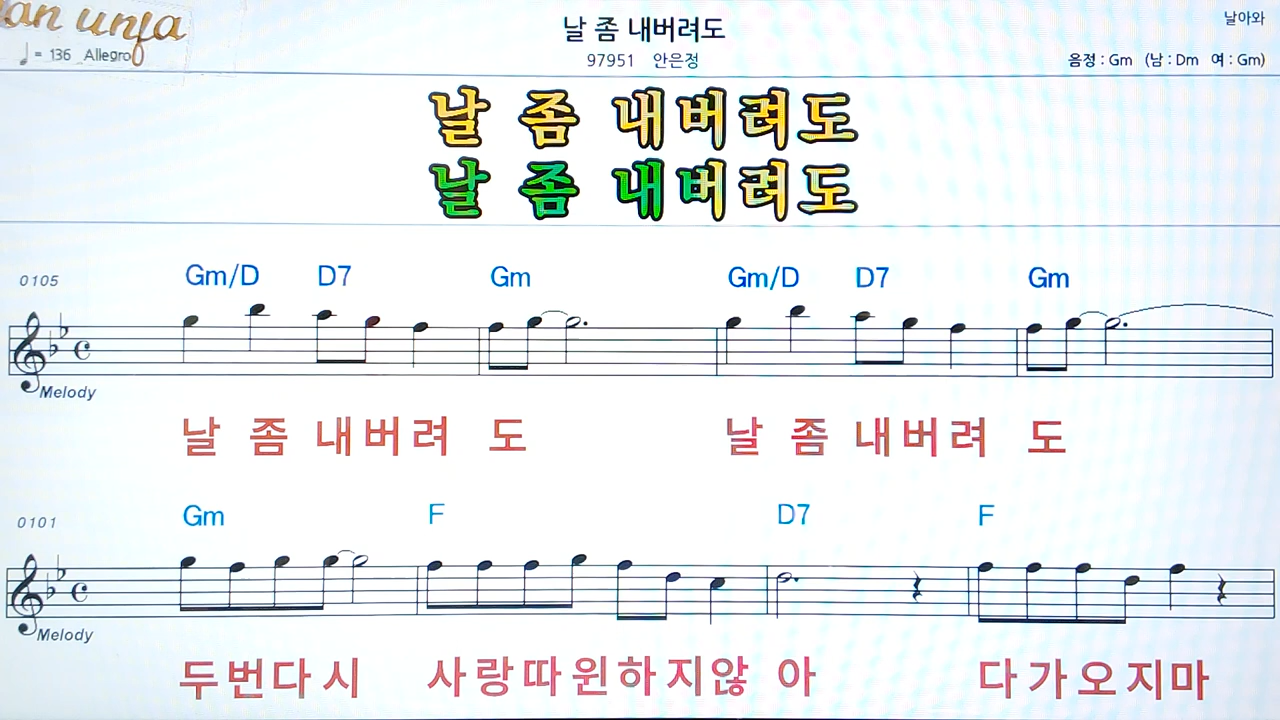 an unja
♩ = 136 Allegro
날 좀 내버려도
97951 안은정
날아와
음정 : Gm (남 : Dm 여 : Gm)
날 좀 내버려도
날 좀 내버려도
0105 Gm/D D7 Gm Gm/D D7 Gm
Melody
날 좀 내버려 도 날 좀 내버려 도
0101 Gm F D7 F
Melody
두번다시 사랑따윈하지않 아 다가오지마